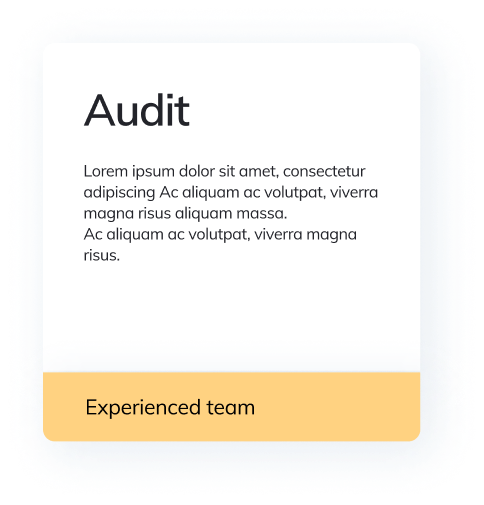 Audit
Lorem ipsum dolor sit amet, consectetur
adipiscing Ac aliquam ac volutpat, viverra
magna risus aliquam massa.
Ac aliquam ac volutpat, viverra magna
risus.
Experienced team